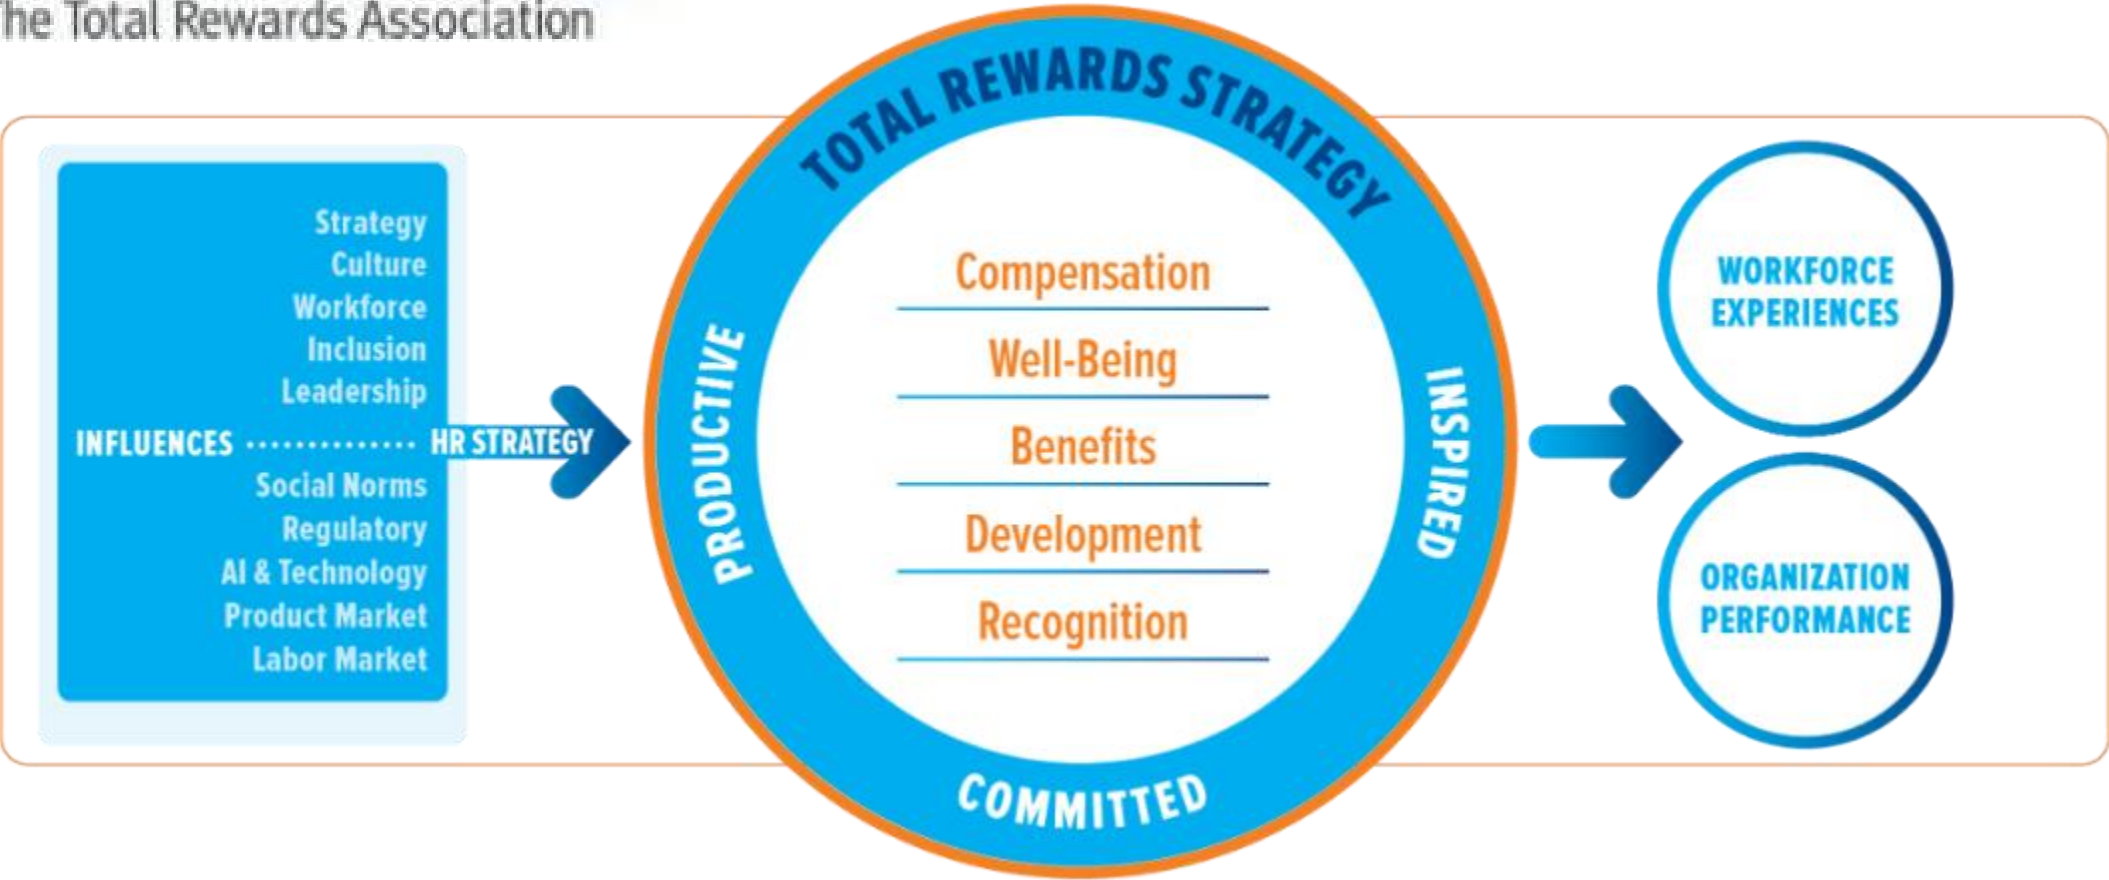 The Total Rewards Association
Strategy
Culture
Workforce
Inclusion
Leadership
INFLUENCES .............. HR STRATEGY
Social Norms
Regulatory
AI & Technology
Product Market
Labor Market
TOTAL REWARDS STRATEGY
PRODUCTIVE
Compensation
Well-Being
Benefits
Development
Recognition
INSPIRED
COMMITTED
WORKFORCE
EXPERIENCES
ORGANIZATION
PERFORMANCE